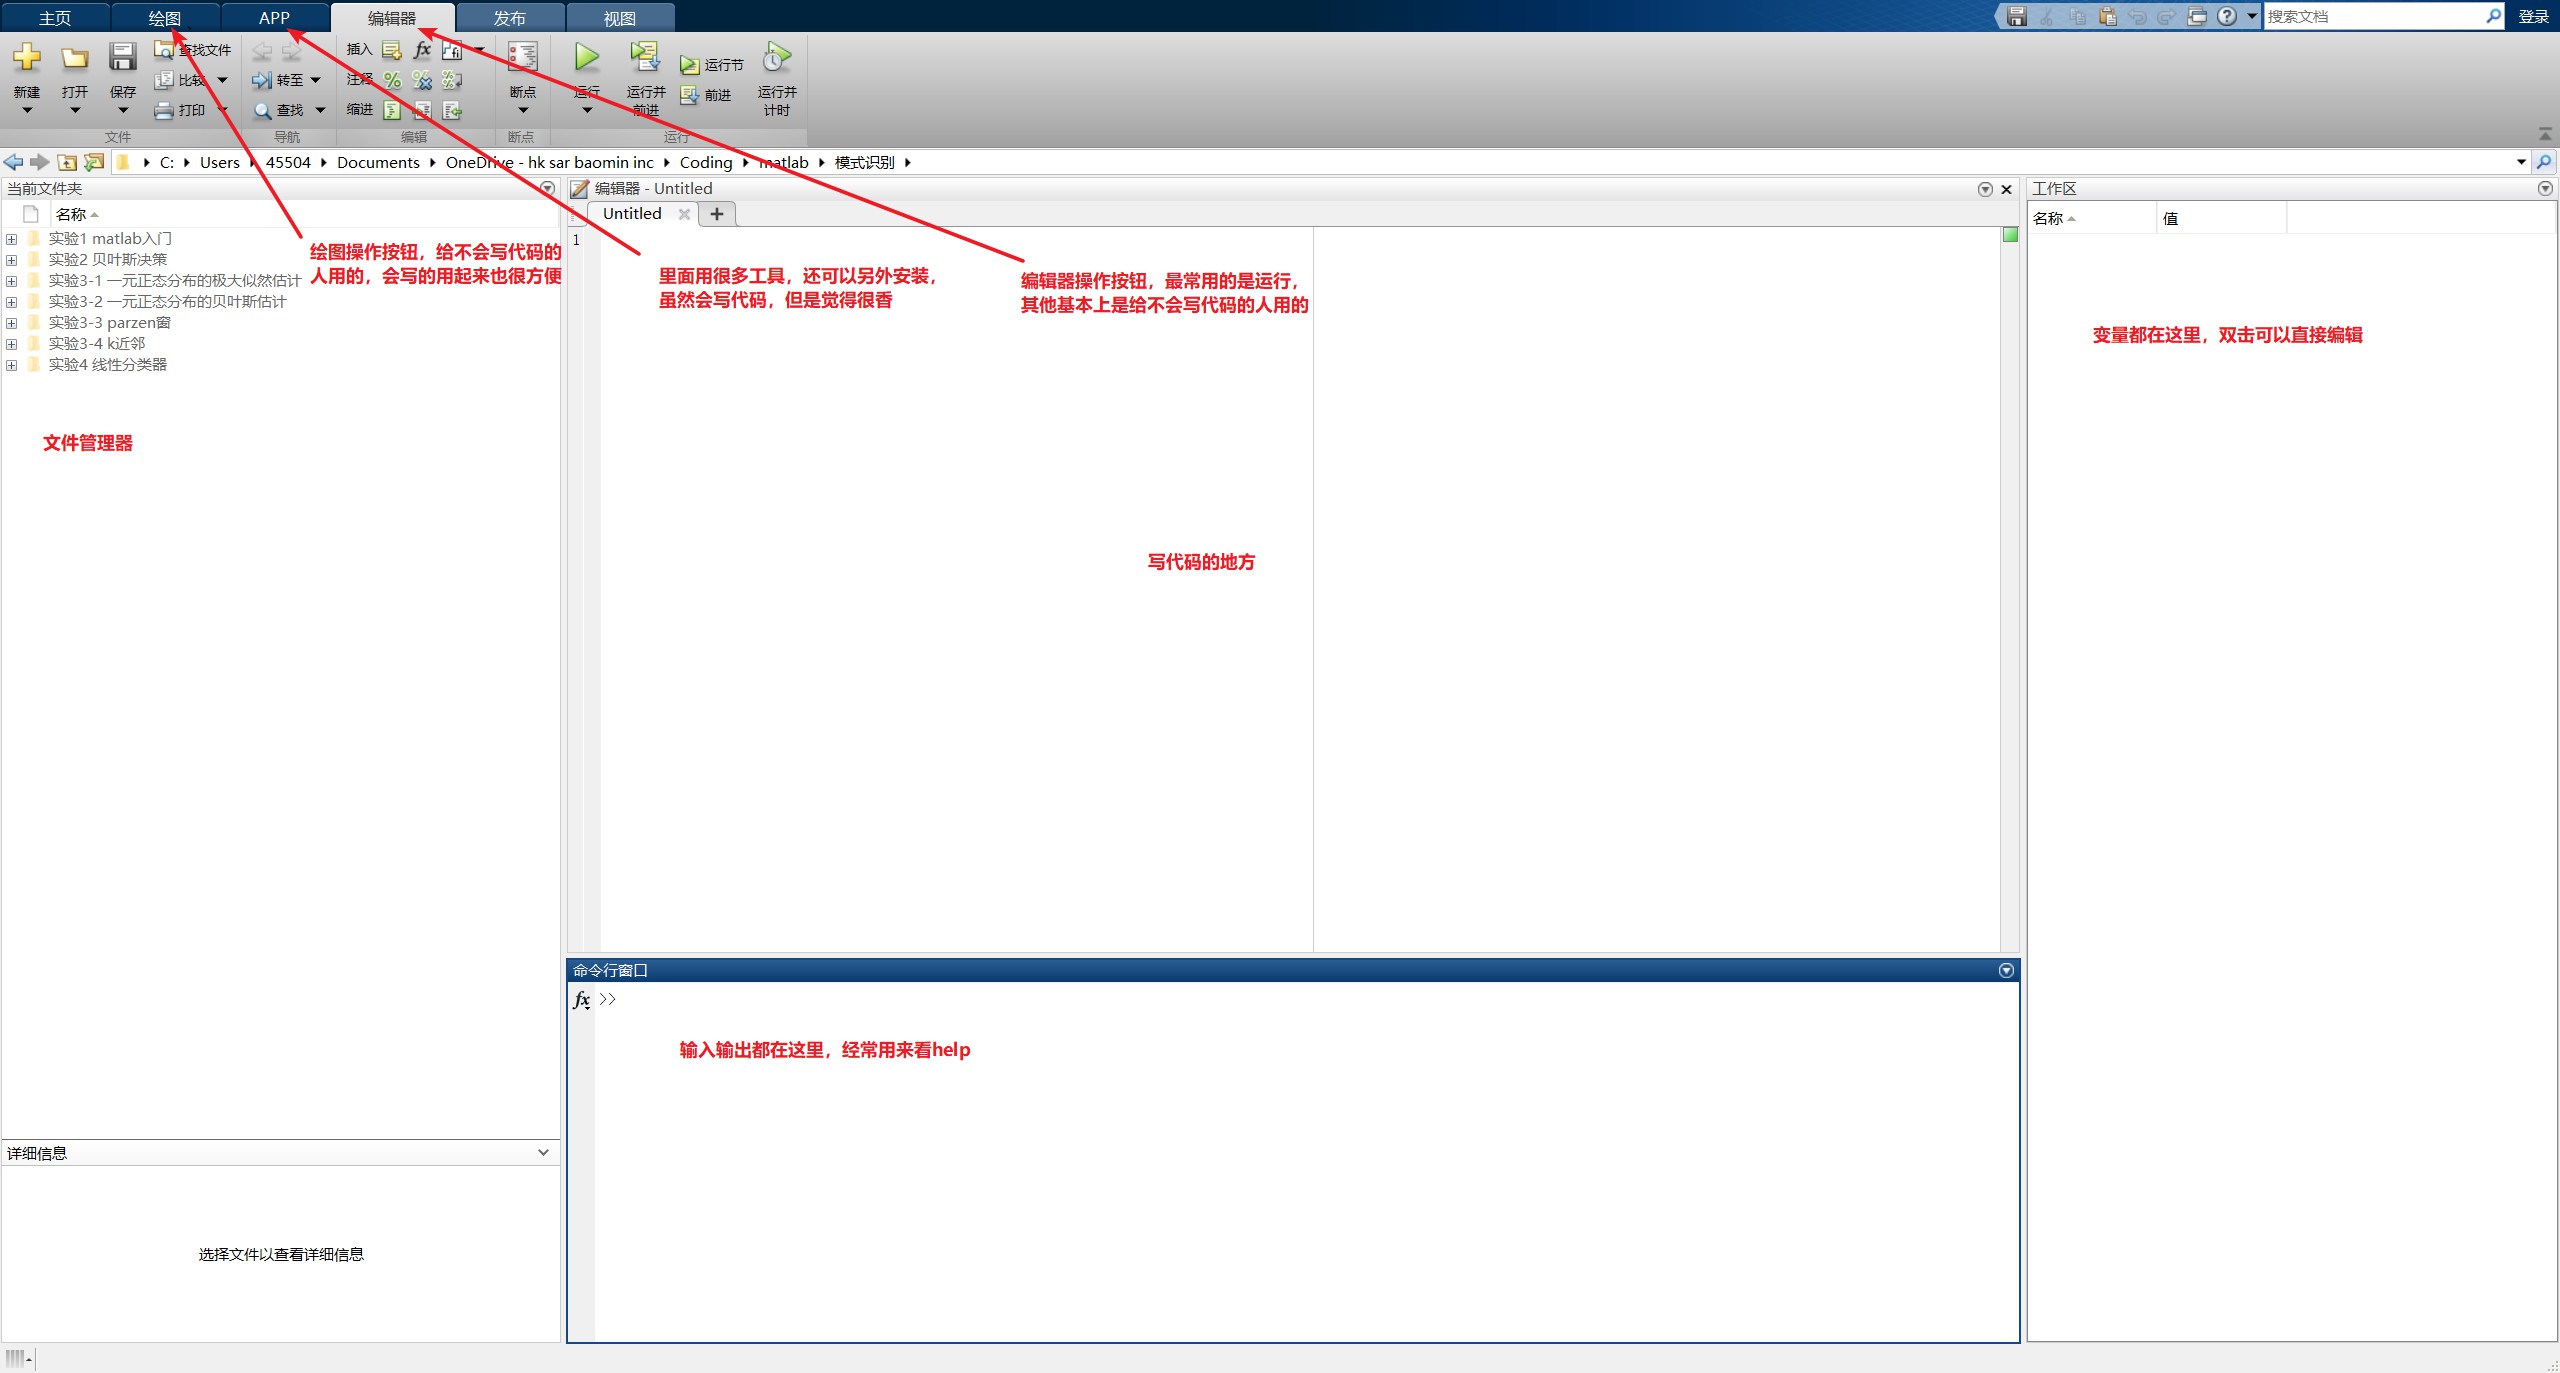 主页 绘图 APP 编辑器 发布 视图 搜索文档 登录
新建 打开 保存 查找文件 比较 打印
转至 查找
插入 fx fi
注释
缩进
断点 运行 运行并前进 运行节 前进 运行并计时
文件 导航 编辑 断点 运行
C: Users 45504 Documents OneDrive - hk sar baomin inc Coding matlab 模式识别
当前文件夹
名称
实验1 matlab入门
实验2 贝叶斯决策
实验3-1 一元正态分布的极大似然估计
实验3-2 一元正态分布的贝叶斯估计
实验3-3 parzen窗
实验3-4 k近邻
实验4 线性分类器
文件管理器
绘图操作按钮，给不会写代码的
人用的，会写的用起来也很方便
详细信息
选择文件以查看详细信息
编辑器 - Untitled
Untitled
1
里面用很多工具，还可以另外安装，
虽然会写代码，但是觉得很香
编辑器操作按钮，最常用的是运行，
其他基本上是给不会写代码的人用的
写代码的地方
命令行窗口
fx >>
输入输出都在这里，经常用来看help
工作区
名称 值
变量都在这里，双击可以直接编辑